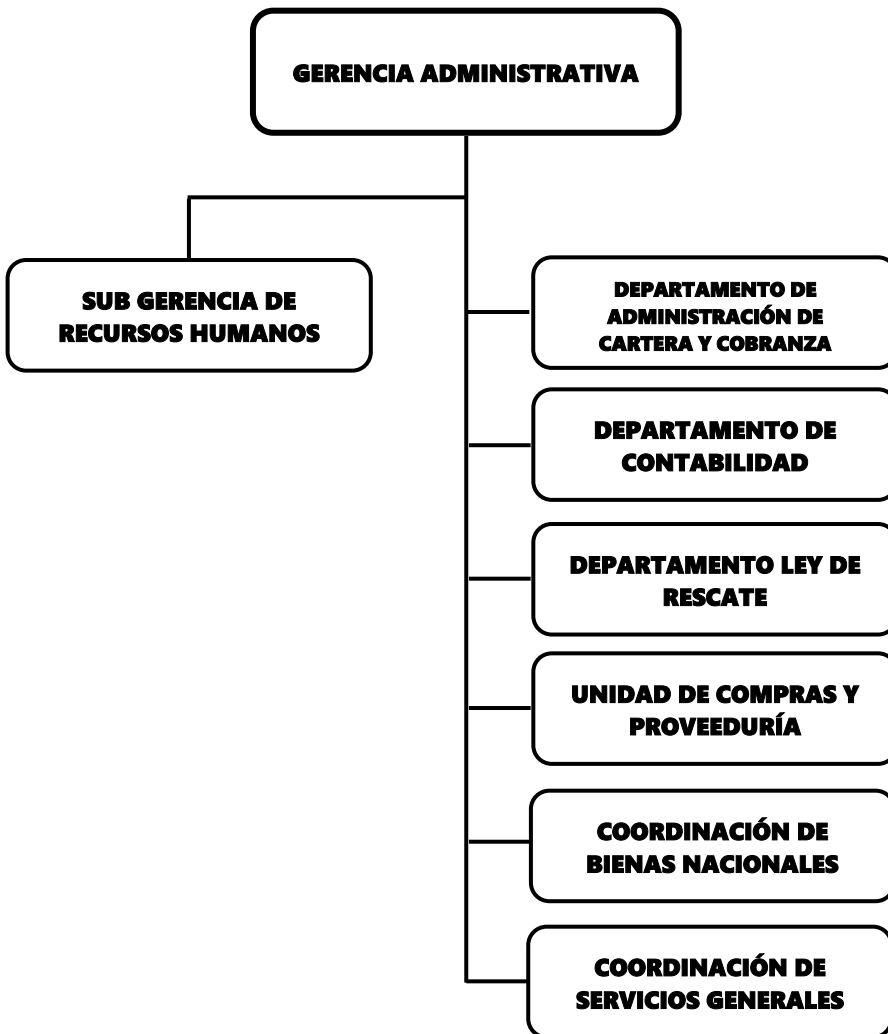 GERENCIA ADMINISTRATIVA
SUB GERENCIA DE
RECURSOS HUMANOS
DEPARTAMENTO DE
ADMINISTRACIÓN DE
CARTERA Y COBRANZA
DEPARTAMENTO DE
CONTABILIDAD
DEPARTAMENTO LEY DE
RESCATE
UNIDAD DE COMPRAS Y
PROVEEDURÍA
COORDINACIÓN DE
BIENAS NACIONALES
COORDINACIÓN DE
SERVICIOS GENERALES